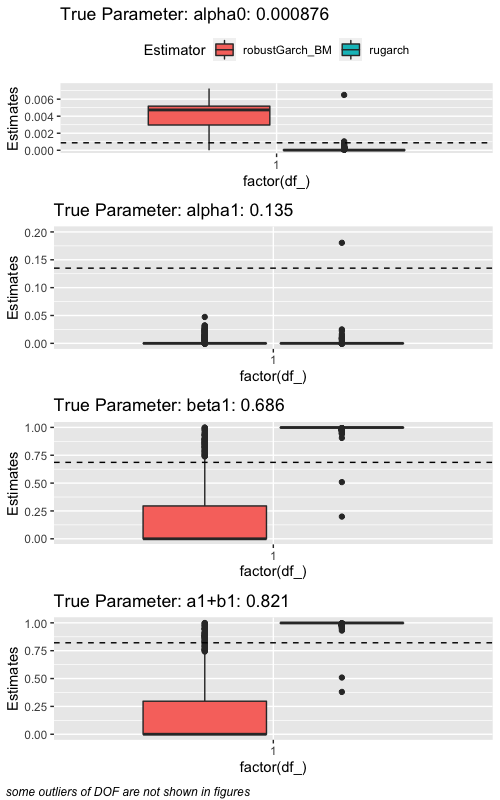 True Parameter: alpha0: 0.000876
Estimator robustGarch_BM rugarch
Estimates
0.006
0.004
0.002
0.000
1
factor(df_)
True Parameter: alpha1: 0.135
Estimates
0.20
0.15
0.10
0.05
0.00
1
factor(df_)
True Parameter: beta1: 0.686
Estimates
1.00
0.75
0.50
0.25
0.00
1
factor(df_)
True Parameter: a1+b1: 0.821
Estimates
1.00
0.75
0.50
0.25
0.00
1
factor(df_)
some outliers of DOF are not shown in figures